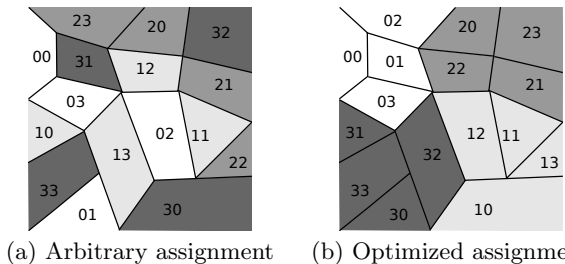 23 20 32
00 31 12 21
03
10 13 02 11 22
33 01 30
02 20 23
00 01 22 21
03
31 32 12 11 13
33 30 10
(a) Arbitrary assignment
(b) Optimized assignme